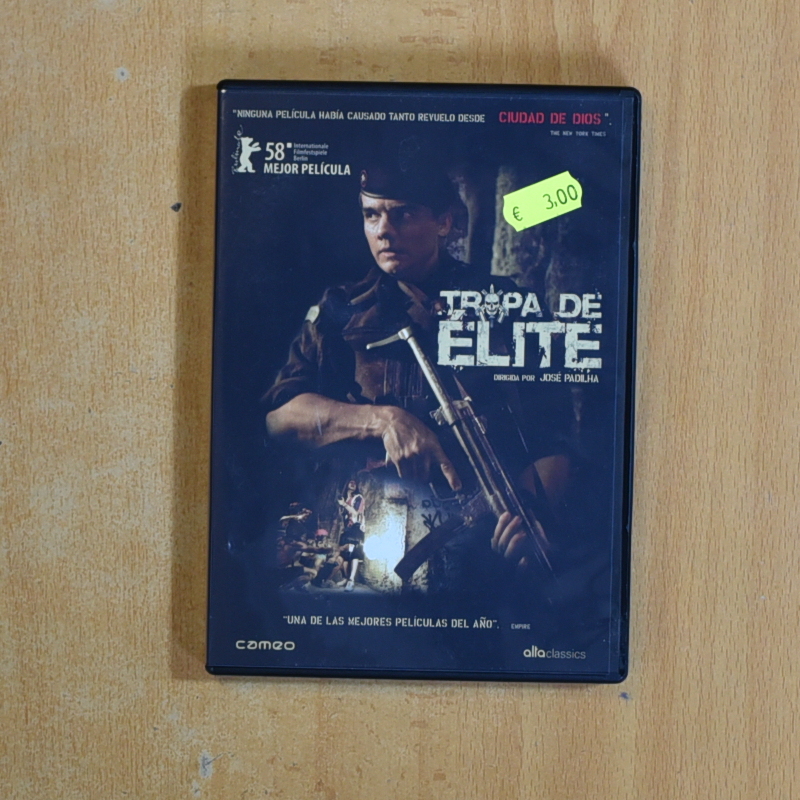 "NINGUNA PELÍCULA HABÍA CAUSADO TANTO REVUELO DESDE CIUDAD DE DIOS".
THE NEW YORK TIMES
58
Internationale
Filmfestspiele
Berlin
MEJOR PELÍCULA
€ 3,00
TROPA DE
ÉLITE
DIRIGIDA POR JOSÉ PADILHA
"UNA DE LAS MEJORES PELÍCULAS DEL AÑO". EMPIRE
cameo
altaclassics